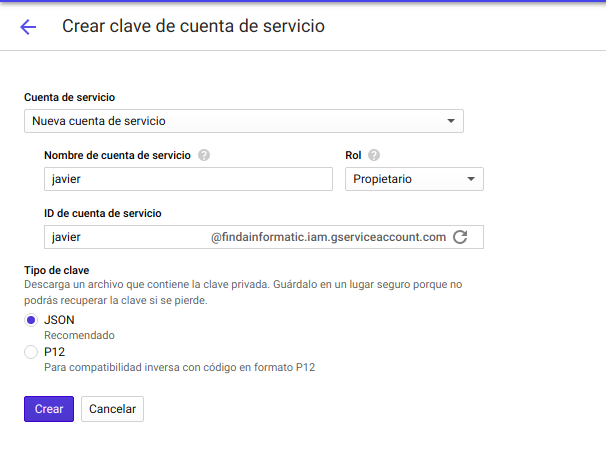 Crear clave de cuenta de servicio
Cuenta de servicio
Nueva cuenta de servicio
Nombre de cuenta de servicio ? Rol ?
javier Propietario
ID de cuenta de servicio
javier @findainformatic.iam.gserviceaccount.com
Tipo de clave
Descarga un archivo que contiene la clave privada. Guárdalo en un lugar seguro porque no
podrás recuperar la clave si se pierde.
JSON
Recomendado
P12
Para compatibilidad inversa con código en formato P12
Crear Cancelar